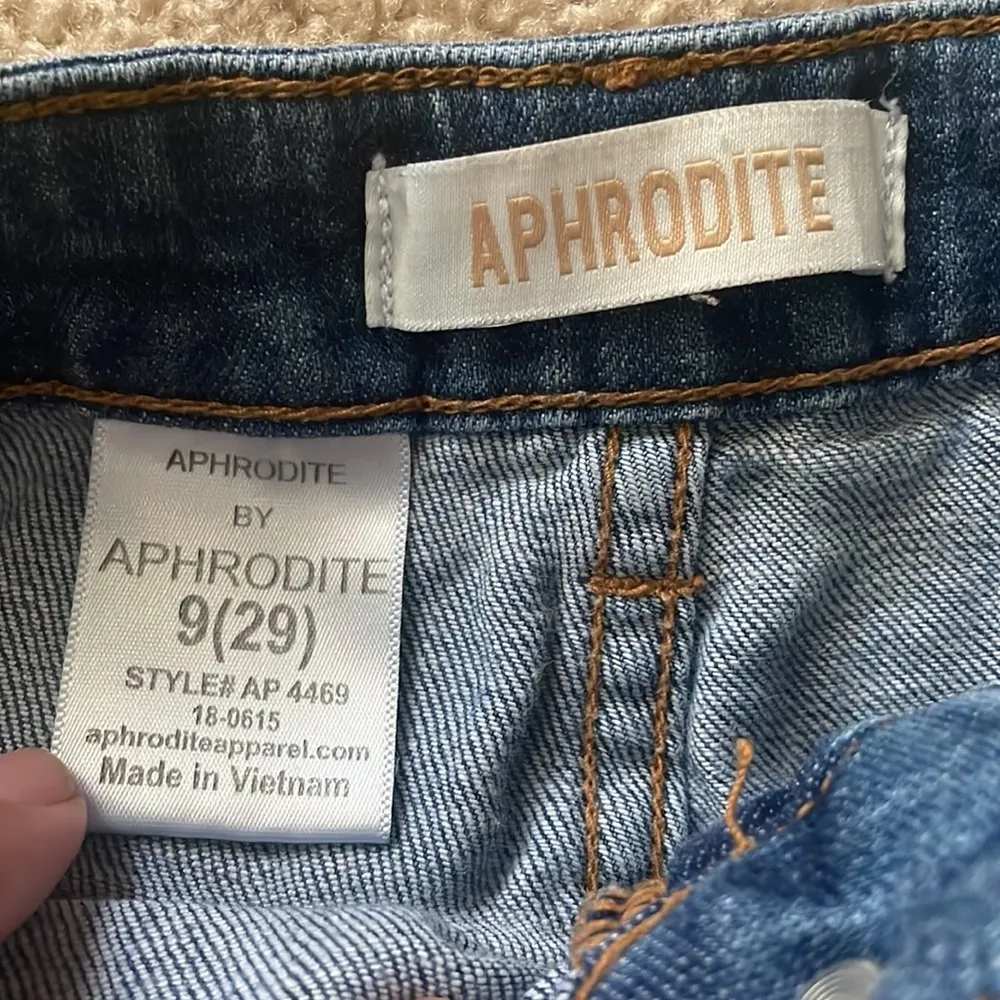 APHRODITE
APHRODITE
BY
APHRODITE
9(29)
STYLE# AP 4469
18-0615
aphroditeapparel.com
Made in Vietnam